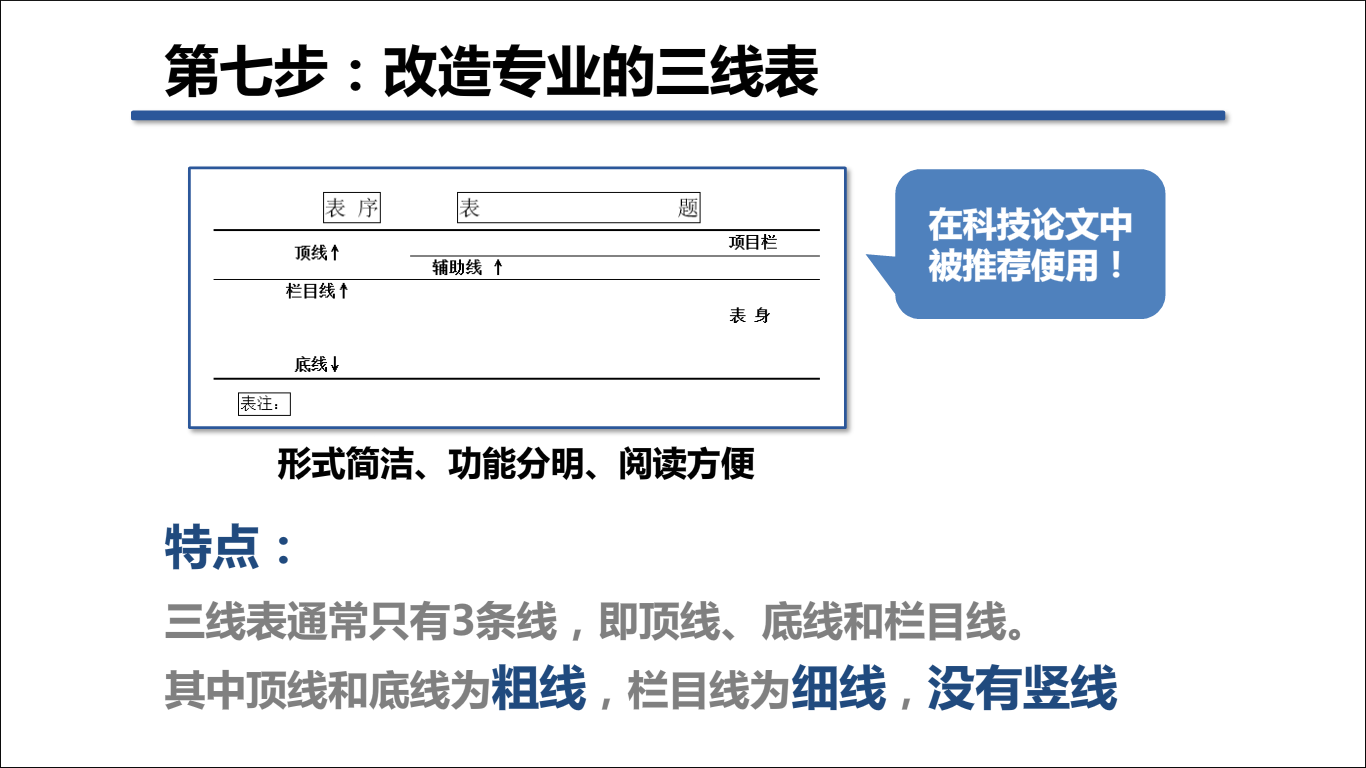 第七步：改造专业的三线表
表 序 表 题
项目栏
顶线↑
辅助线 ↑
栏目线↑
表 身
底线↓
表注：
在科技论文中
被推荐使用！
形式简洁、功能分明、阅读方便
特点：
三线表通常只有3条线，即顶线、底线和栏目线。
其中顶线和底线为粗线，栏目线为细线，没有竖线